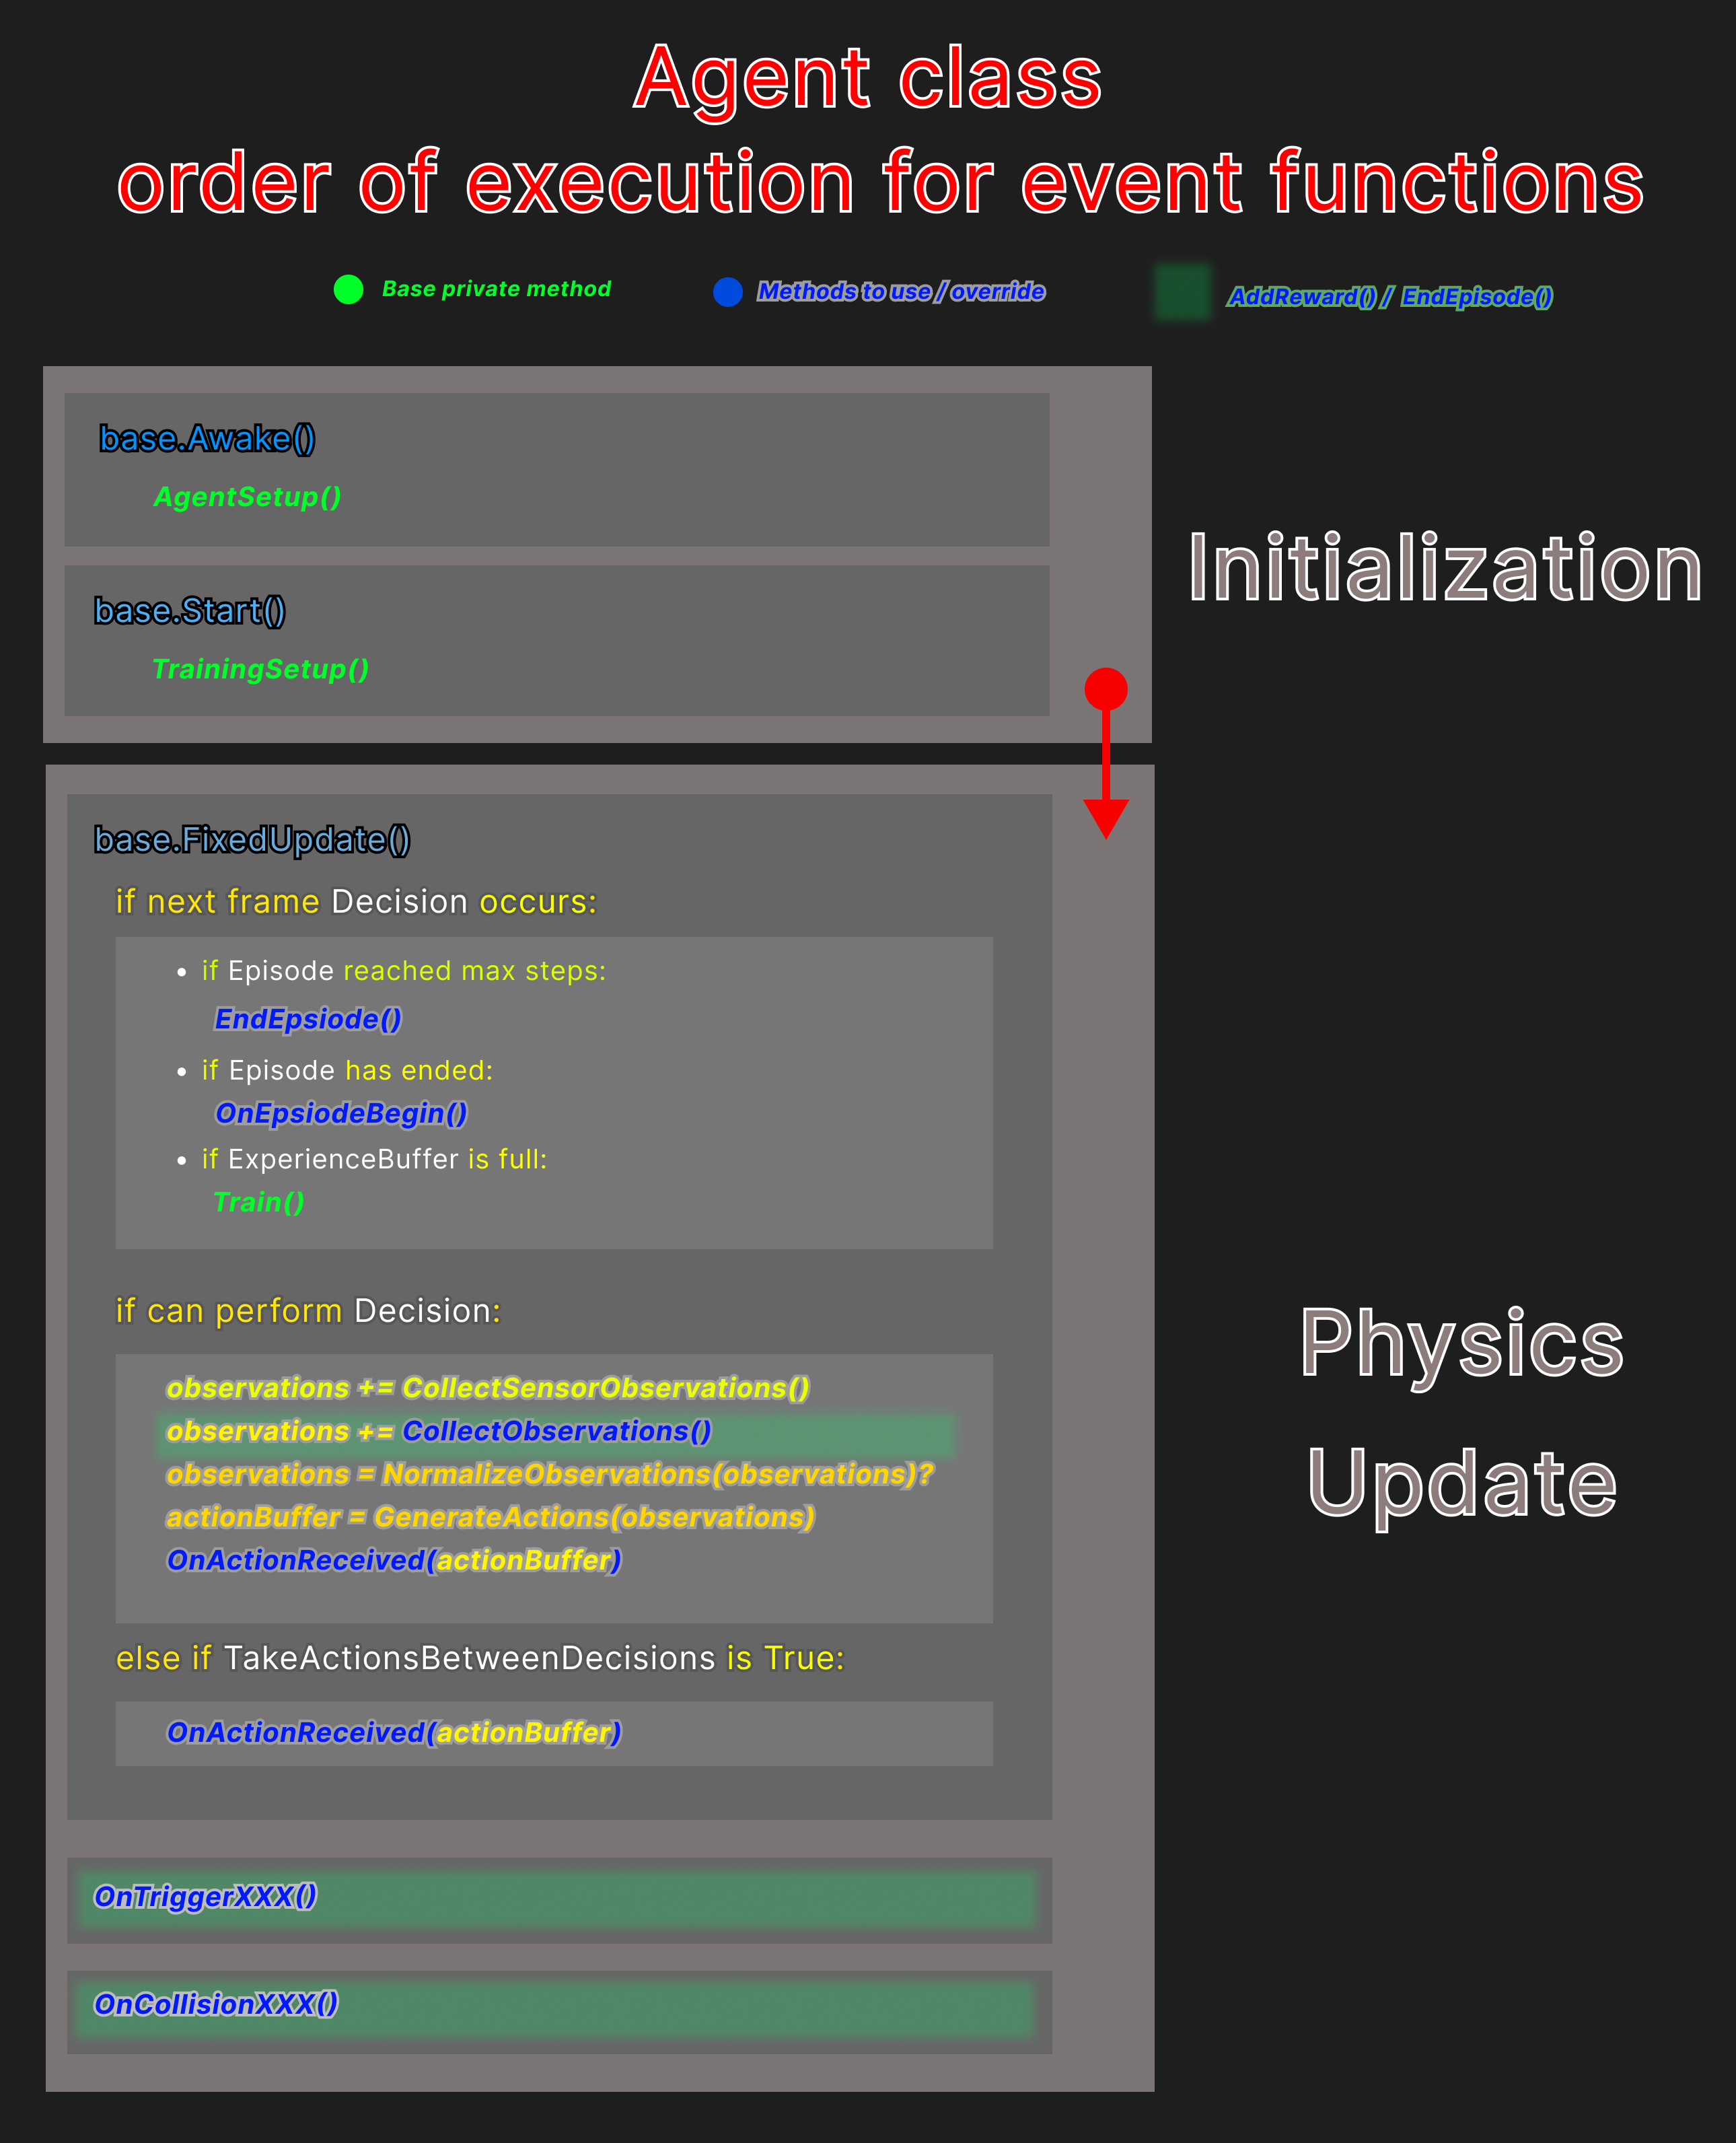 Agent class
order of execution for event functions
Base private method
Methods to use / override
AddReward() / EndEpisode()
base.Awake()
AgentSetup()
Initialization
base.Start()
TrainingSetup()
base.FixedUpdate()
if next frame Decision occurs:
• if Episode reached max steps:
EndEpsiode()
• if Episode has ended:
OnEpsiodeBegin()
• if ExperienceBuffer is full:
Train()
if can perform Decision:
observations += CollectSensorObservations()
observations += CollectObservations()
observations = NormalizeObservations(observations)?
actionBuffer = GenerateActions(observations)
OnActionReceived(actionBuffer)
Physics
Update
else if TakeActionsBetweenDecisions is True:
OnActionReceived(actionBuffer)
OnTriggerXXX()
OnCollisionXXX()